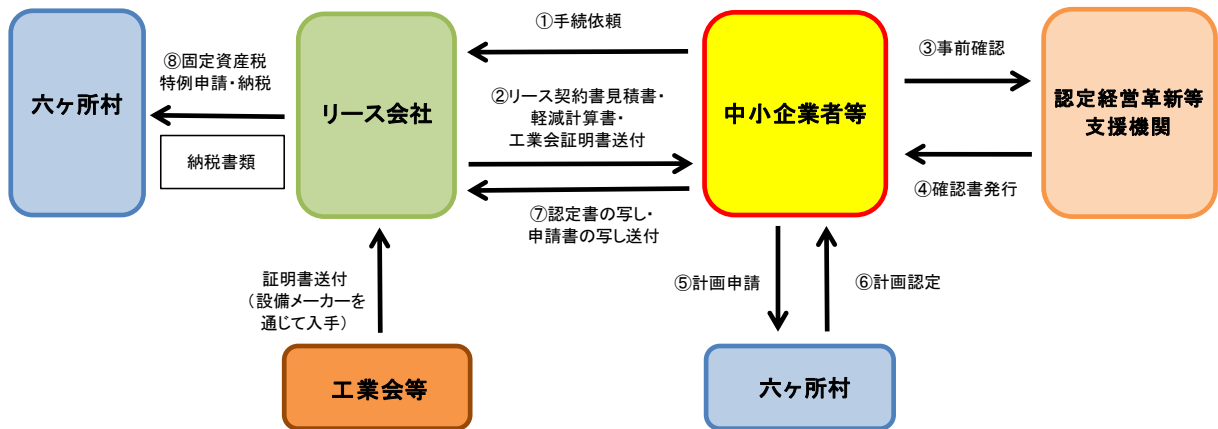 六ヶ所村
⑧固定資産税
特例申請・納税
納税書類
リース会社
①手続依頼
②リース契約書見積書・
軽減計算書・
工業会証明書送付
⑦認定書の写し・
申請書の写し送付
中小企業者等
③事前確認
④確認書発行
認定経営革新等
支援機関
証明書送付
（設備メーカーを
通じて入手）
工業会等
⑤計画申請
⑥計画認定
六ヶ所村